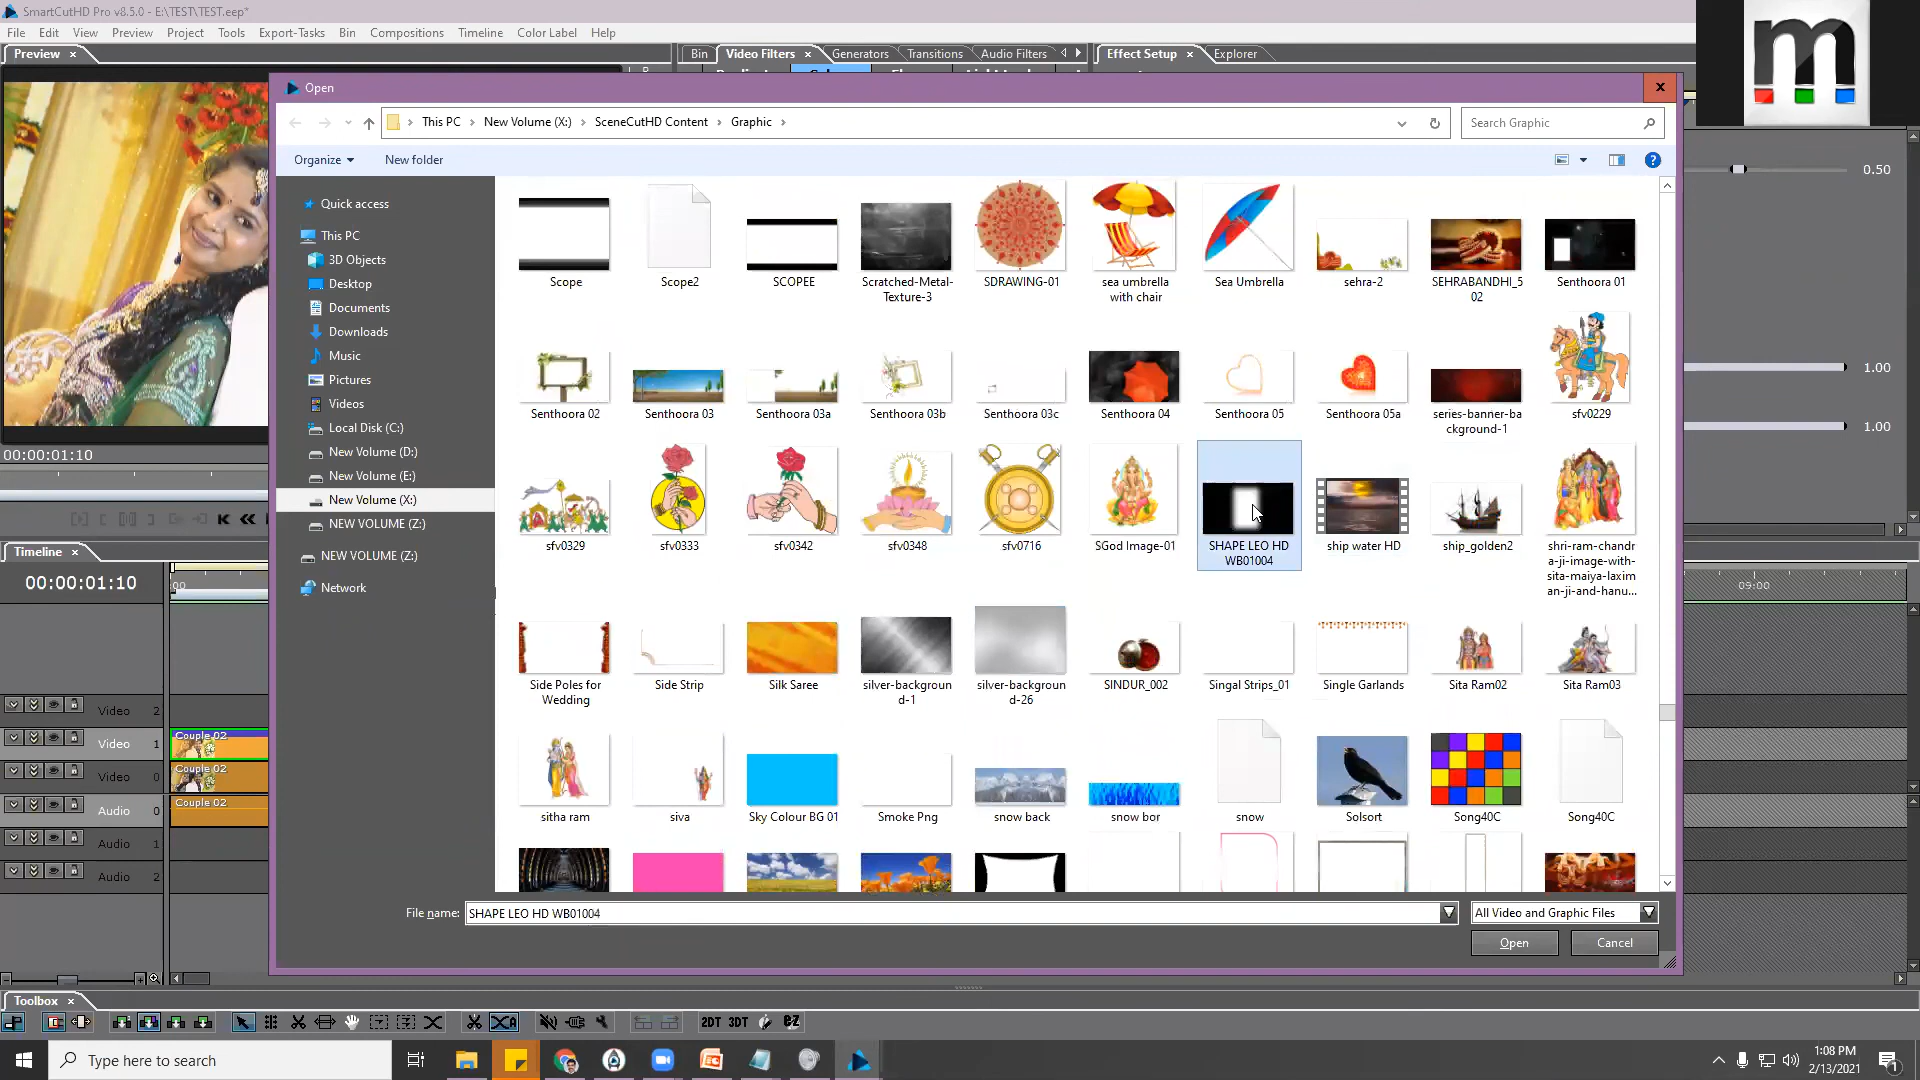 SmartCutHD Pro v8.5.0 - E:\TEST\TEST.eep*
File Edit View Preview Project Tools Export-Tasks Bin Compositions Timeline Color Label Help
Preview × Bin Video Filters × Generators Transitions Audio Filters Effect Setup × Explorer
m
Open
This PC > New Volume (X:) > SceneCutHD Content > Graphic >
Search Graphic
Organize
New folder
0.50
Quick access
This PC
3D Objects
Desktop
Documents
Downloads
Music
Pictures
Videos
Local Disk (C:)
New Volume (D:)
New Volume (E:)
New Volume (X:)
NEW VOLUME (Z:)
NEW VOLUME (Z:)
Network
Scope
Scope2
SCOPEE
Scratched-Metal-
Texture-3
SDRAWING-01
sea umbrella
with chair
Sea Umbrella
sehra-2
SEHRABANDHI_5
02
Senthoora 01
Senthoora 02
Senthoora 03
Senthoora 03a
Senthoora 03b
Senthoora 03c
Senthoora 04
Senthoora 05
Senthoora 05a
series-banner-ba
ckground-1
sfv0229
1.00
1.00
sfv0329
sfv0333
sfv0342
sfv0348
sfv0716
SGod Image-01
SHAPE LEO HD
WB01004
ship water HD
ship_golden2
shri-ram-chandr
a-ji-image-with-
sita-maiya-laxim
an-ji-and-hanu...
Side Poles for
Wedding
Side Strip
Silk Saree
silver-backgroun
d-1
silver-backgroun
d-26
SINDUR_002
Singal Strips_01
Single Garlands
Sita Ram02
Sita Ram03
sitha ram
siva
Sky Colour BG 01
Smoke Png
snow back
snow bor
snow
Solsort
Song40C
Song40C
File name: SHAPE LEO HD WB01004
All Video and Graphic Files
Open
Cancel
00:00:01:10
Timeline ×
00:00:01:10
:00
09:00
Video 2
Couple 02
Video 1
Couple 02
Video 0
Couple 02
Audio 0
Audio 1
Audio 2
Toolbox ×
2DT 3DT eZ
Type here to search
1:08 PM
2/13/2021
1